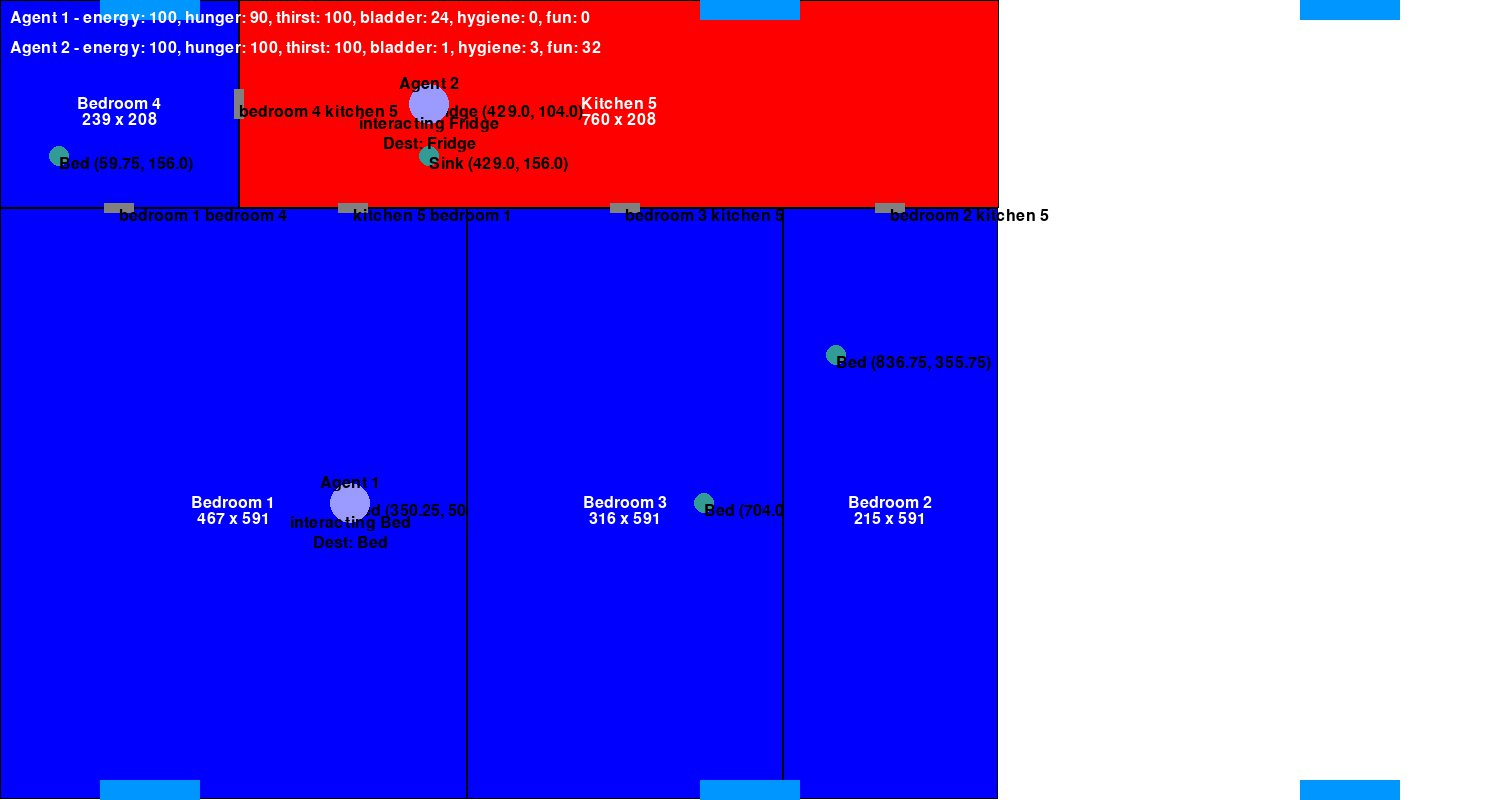 Agent 1 - energy: 100, hunger: 90, thirst: 100, bladder: 24, hygiene: 0, fun: 0
Agent 2 - energy: 100, hunger: 100, thirst: 100, bladder: 1, hygiene: 3, fun: 32
Agent 2
Bedroom 4
239 x 208
bedroom 4 kitchen 5
(429.0, 104.0)
Kitchen 5
760 x 208
interacting Fridge
Dest: Fridge
Bed (59.75, 156.0)
Sink (429.0, 156.0)
bedroom 1 bedroom 4
kitchen 5 bedroom 1
bedroom 3 kitchen 5
bedroom 2 kitchen 5
Bed (836.75, 355.75)
Agent 1
Bedroom 1
467 x 591
(350.25, 50
interacting Bed
Dest: Bed
Bedroom 3
316 x 591
Bed (704.0
Bedroom 2
215 x 591